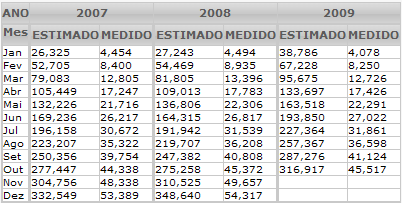 ANO 2007 2008 2009
Mes ESTIMADO MEDIDO ESTIMADO MEDIDO ESTIMADO MEDIDO
Jan 26,325 4,454 27,243 4,494 38,786 4,078
Fev 52,705 8,400 54,469 8,935 67,228 8,250
Mar 79,083 12,805 81,805 13,396 95,675 12,726
Abr 105,449 17,247 109,013 17,783 133,697 17,426
Mai 132,226 21,716 136,806 22,306 163,518 22,291
Jun 169,236 26,217 164,315 26,817 193,850 27,022
Jul 196,158 30,672 191,942 31,539 227,364 31,861
Ago 223,207 35,322 219,707 36,208 257,367 36,598
Set 250,356 39,754 247,382 40,808 287,276 41,124
Out 277,447 44,338 275,258 45,372 316,917 45,517
Nov 304,756 48,338 310,525 49,657
Dez 332,549 53,389 348,640 54,317